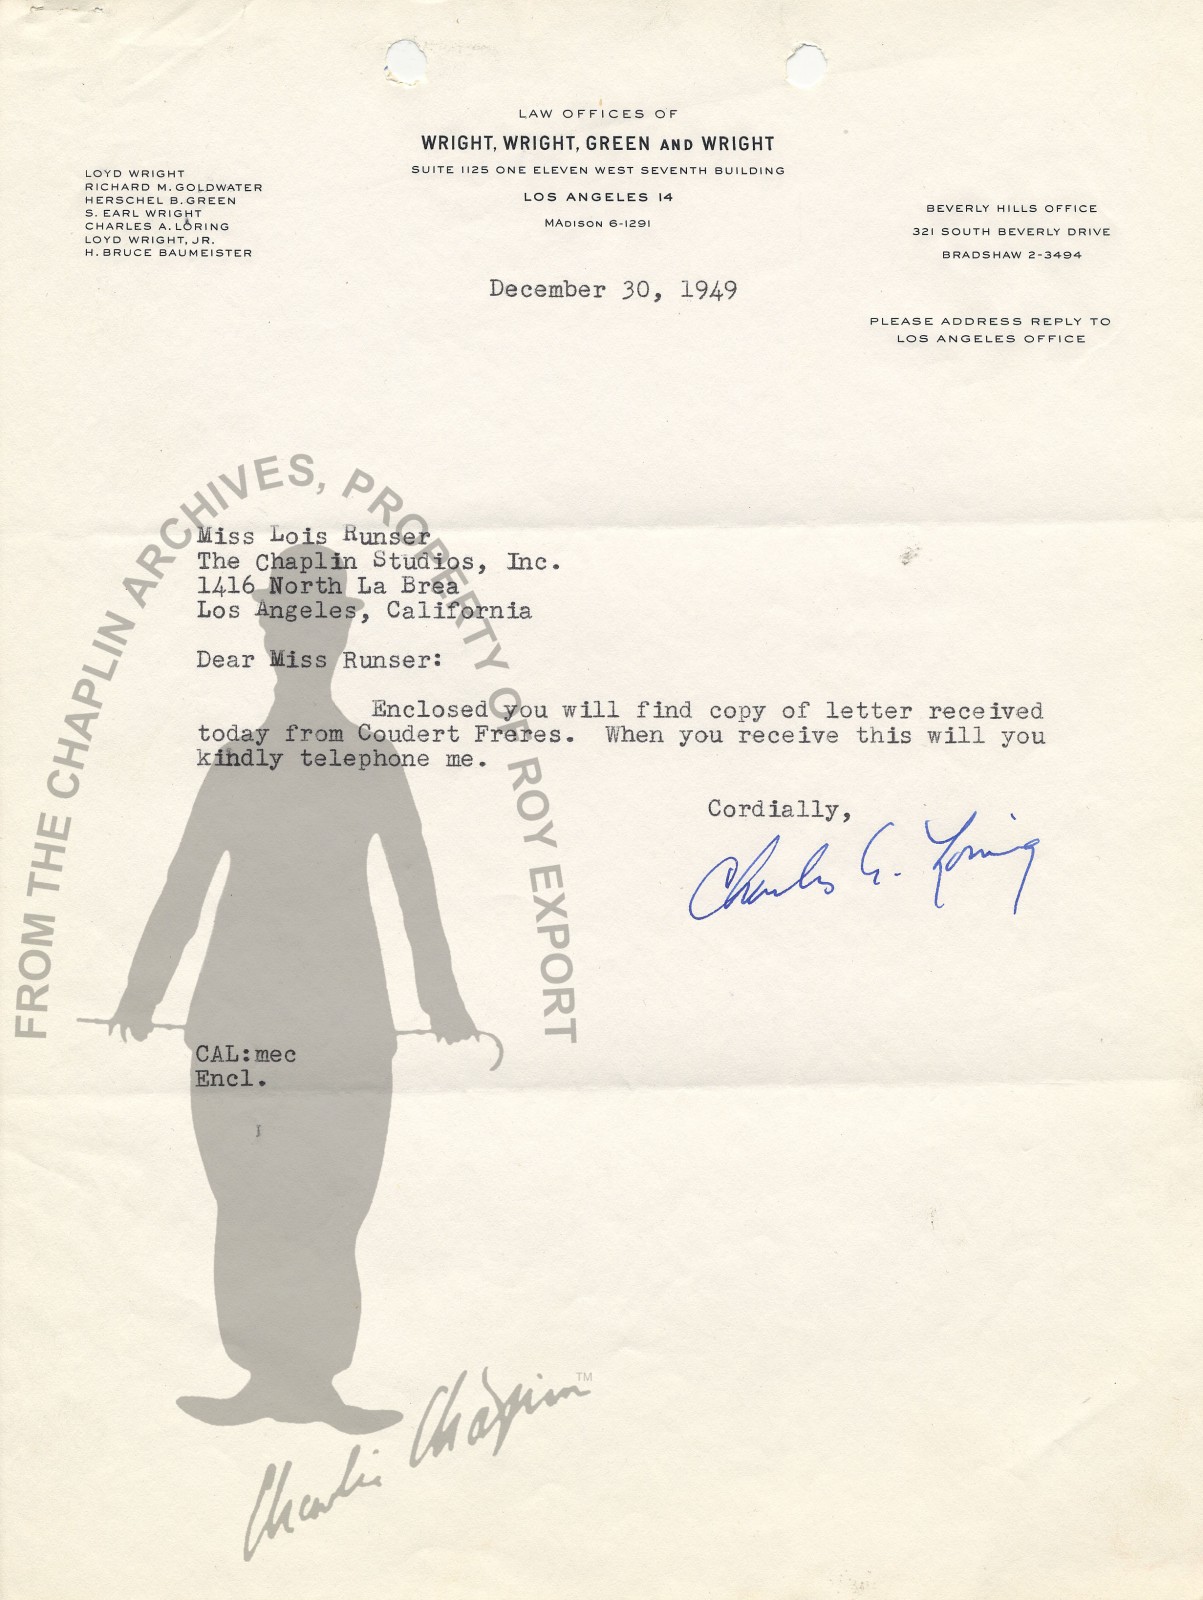 LAW OFFICES OF
WRIGHT, WRIGHT, GREEN AND WRIGHT
SUITE 1125 ONE ELEVEN WEST SEVENTH BUILDING
LOS ANGELES 14
MADISON 6-1291
LOYD WRIGHT
RICHARD M. GOLDWATER
HERSCHEL B. GREEN
S. EARL WRIGHT
CHARLES A. LORING
LOYD WRIGHT, JR.
H. BRUCE BAUMEISTER
BEVERLY HILLS OFFICE
321 SOUTH BEVERLY DRIVE
BRADSHAW 2-3494
December 30, 1949
PLEASE ADDRESS REPLY TO
LOS ANGELES OFFICE
Miss Lois Runser
The Chaplin Studios, Inc.
1416 North La Brea
Los Angeles, California
Dear Miss Runser:
Enclosed you will find copy of letter received
today from Coudert Freres. When you receive this will you
kindly telephone me.
Cordially,
Charles A. Loring
CAL:mec
Encl.
FROM THE CHAPLIN ARCHIVES, PROPERTY OF ROY EXPORT
Charlie Chaplin TM